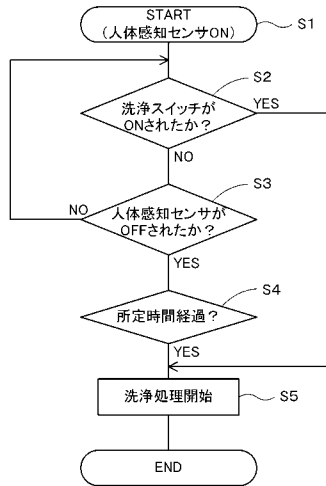 START
(人体感知センサON)
S1
S2
洗浄スイッチが
ONされたか？
YES
NO
S3
人体感知センサが
OFFされたか？
NO
YES
S4
所定時間経過？
YES
洗浄処理開始
S5
END